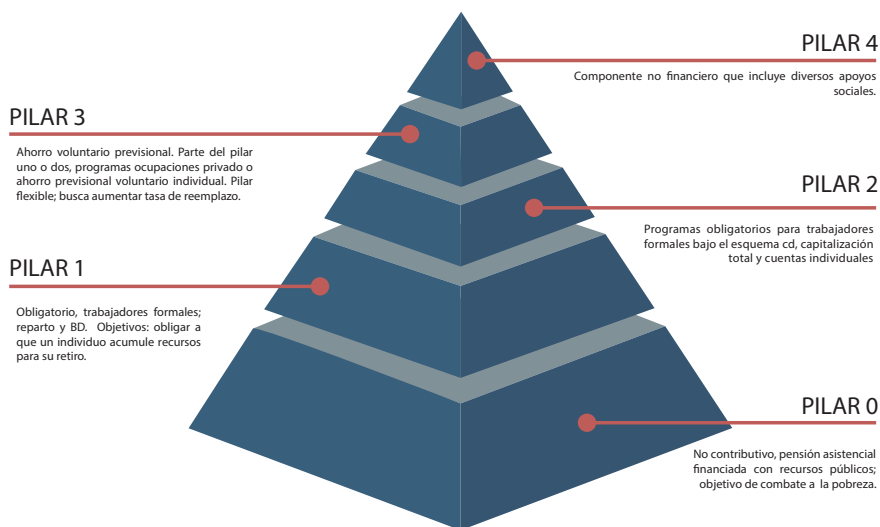 PILAR 4
Componente no financiero que incluye diversos apoyos
sociales.
PILAR 3
Ahorro voluntario previsional. Parte del pilar
uno o dos, programas ocupaciones privado o
ahorro previsional voluntario individual. Pilar
flexible; busca aumentar tasa de reemplazo.
PILAR 2
Programas obligatorios para trabajadores
formales bajo el esquema cd, capitalización
total y cuentas individuales
PILAR 1
Obligatorio, trabajadores formales;
reparto y BD. Objetivos: obligar a
que un individuo acumule recursos
para su retiro.
PILAR 0
No contributivo, pensión asistencial
financiada con recursos públicos;
objetivo de combate a la pobreza.